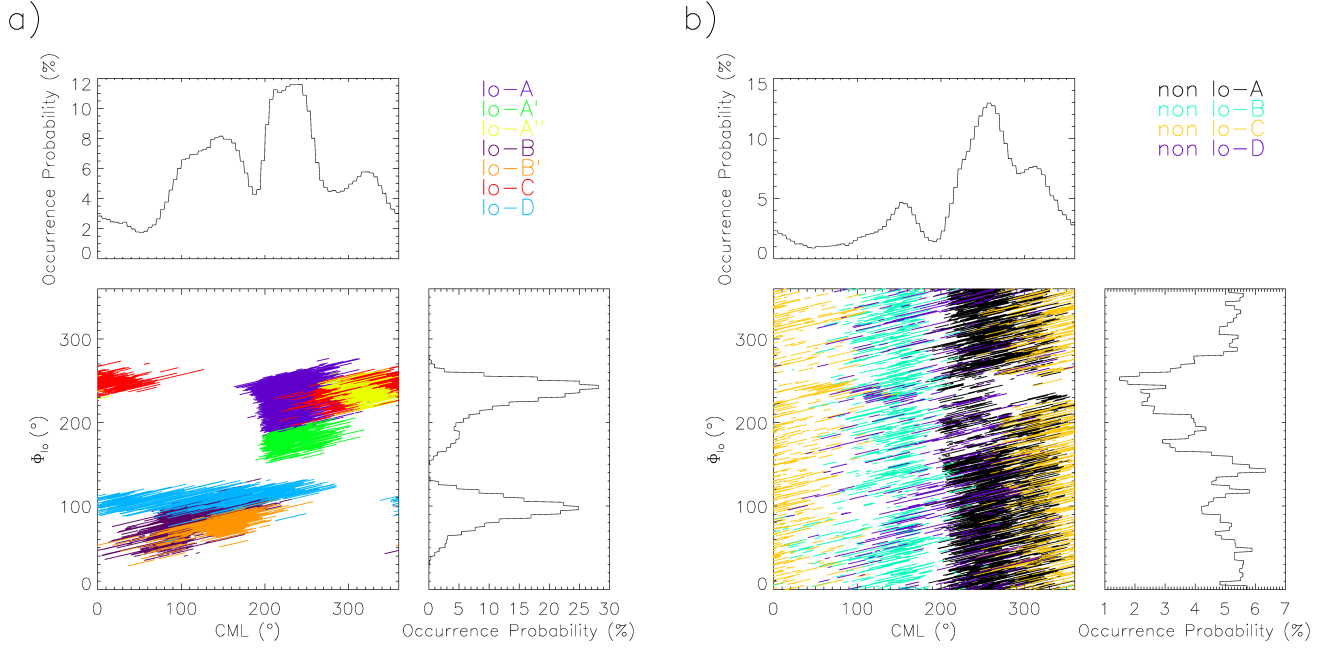 a)
Occurrence Probability (%)
12
10
8
6
4
2
0
Io-A
Io-A'
Io-A''
Io-B
Io-B'
Io-C
Io-D
Φ_Io (°)
300
200
100
0
0 100 200 300
CML (°)
0 5 10 15 20 25 30
Occurrence Probability (%)
b)
Occurrence Probability (%)
15
10
5
0
non Io-A
non Io-B
non Io-C
non Io-D
Φ_Io (°)
300
200
100
0
0 100 200 300
CML (°)
1 2 3 4 5 6 7
Occurrence Probability (%)